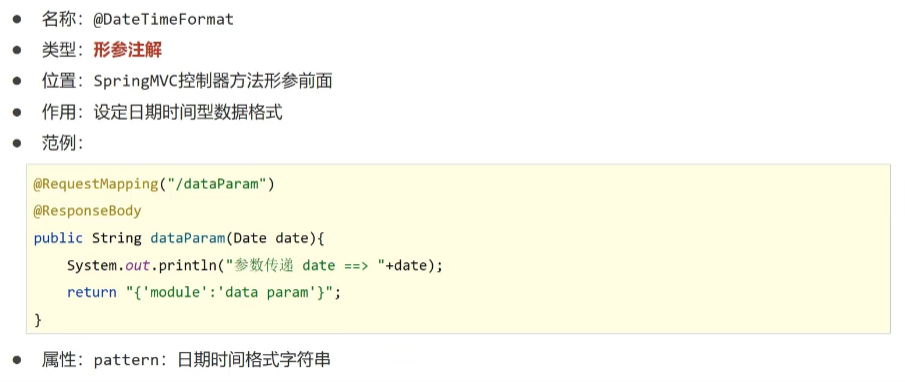 ● 名称：@DateTimeFormat
● 类型：形参注解
● 位置：SpringMVC控制器方法形参前面
● 作用：设定日期时间型数据格式
● 范例：
@RequestMapping("/dataParam")
@ResponseBody
public String dataParam(Date date){
    System.out.println("参数传递 date ==> "+date);
    return "{'module':'data param'}";
}
● 属性：pattern：日期时间格式字符串